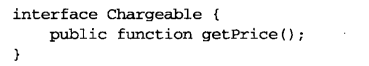 interface Chargeable {
    public function getPrice();
}